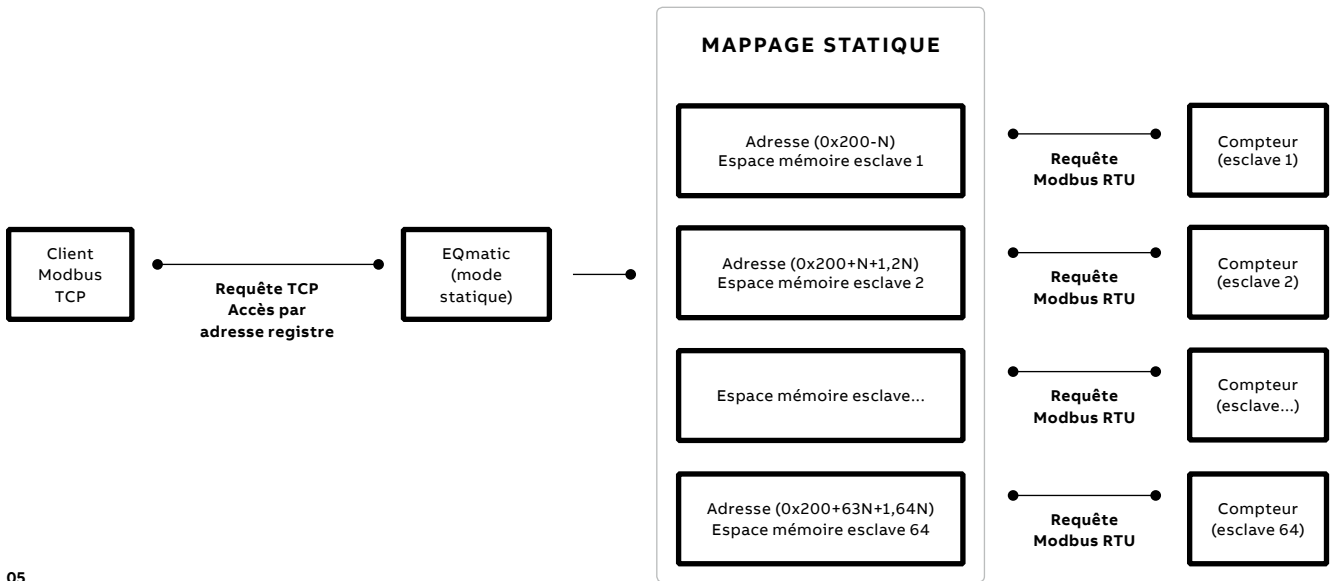 MAPPAGE STATIQUE
Client
Modbus
TCP
Requête TCP
Accès par
adresse registre
EQmatic
(mode
statique)
Adresse (0x200-N)
Espace mémoire esclave 1
Requête
Modbus RTU
Compteur
(esclave 1)
Adresse (0x200+N+1,2N)
Espace mémoire esclave 2
Requête
Modbus RTU
Compteur
(esclave 2)
Espace mémoire esclave...
Requête
Modbus RTU
Compteur
(esclave...)
Adresse (0x200+63N+1,64N)
Espace mémoire esclave 64
Requête
Modbus RTU
Compteur
(esclave 64)
05